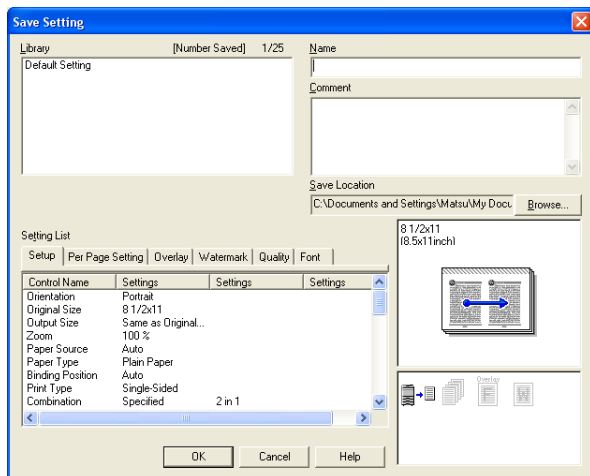 Save Setting
Library [Number Saved] 1/25
Default Setting
Name
Comment
Save Location
C:\Documents and Settings\Matsu\My Docu Browse...
Setting List
Setup Per Page Setting Overlay Watermark Quality Font
Control Name Settings Settings Settings
Orientation Portrait
Original Size 8 1/2x11
Output Size Same as Original...
Zoom 100 %
Paper Source Auto
Paper Type Plain Paper
Binding Position Auto
Print Type Single-Sided
Combination Specified 2 in 1
8 1/2x11
(8.5x11inch)
Overlay
F W
OK Cancel Help